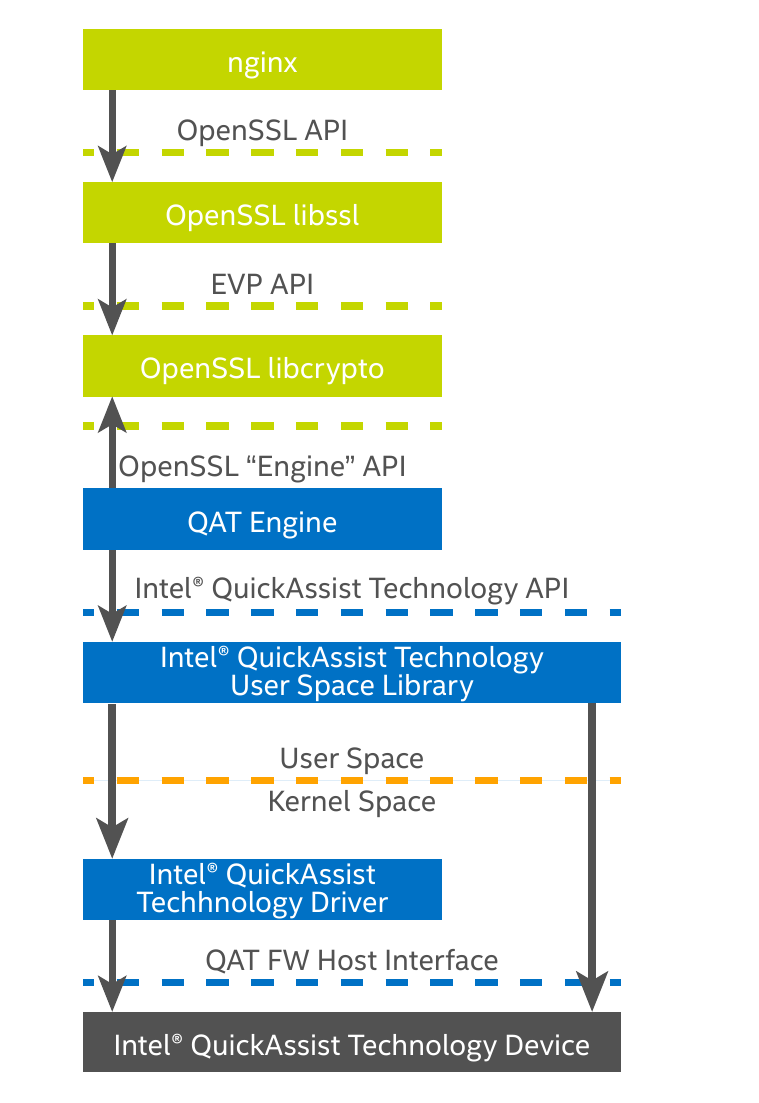 nginx
OpenSSL API
OpenSSL libssl
EVP API
OpenSSL libcrypto
OpenSSL “Engine” API
QAT Engine
Intel® QuickAssist Technology API
Intel® QuickAssist Technology
User Space Library
User Space
Kernel Space
Intel® QuickAssist
Techhnology Driver
QAT FW Host Interface
Intel® QuickAssist Technology Device